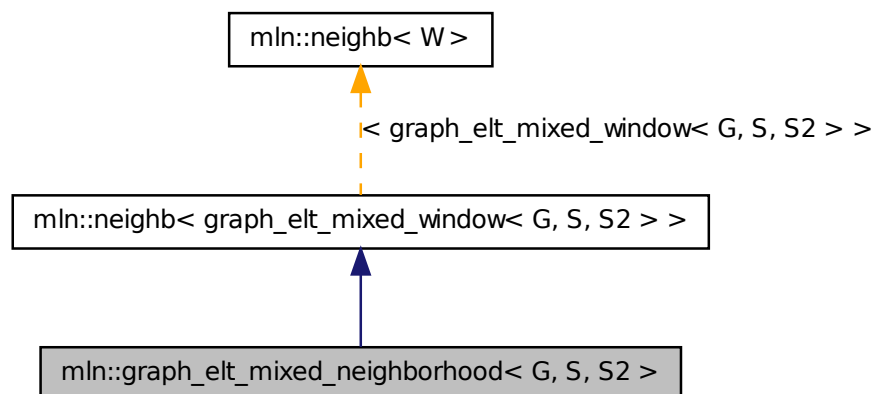 mln::neighb< W >
< graph_elt_mixed_window< G, S, S2 > >
mln::neighb< graph_elt_mixed_window< G, S, S2 > >
mln::graph_elt_mixed_neighborhood< G, S, S2 >